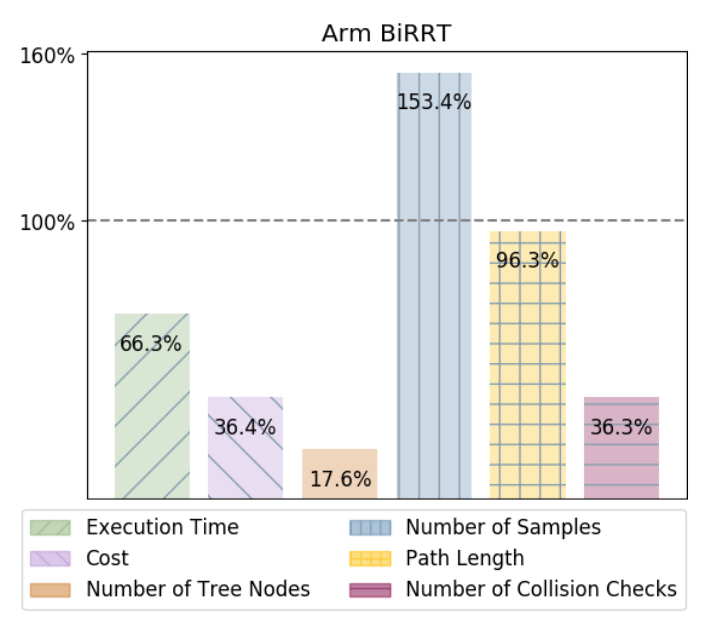 Arm BiRRT
160%
153.4%
100%
96.3%
66.3%
36.4%
36.3%
17.6%
Execution Time
Cost
Number of Tree Nodes
Number of Samples
Path Length
Number of Collision Checks